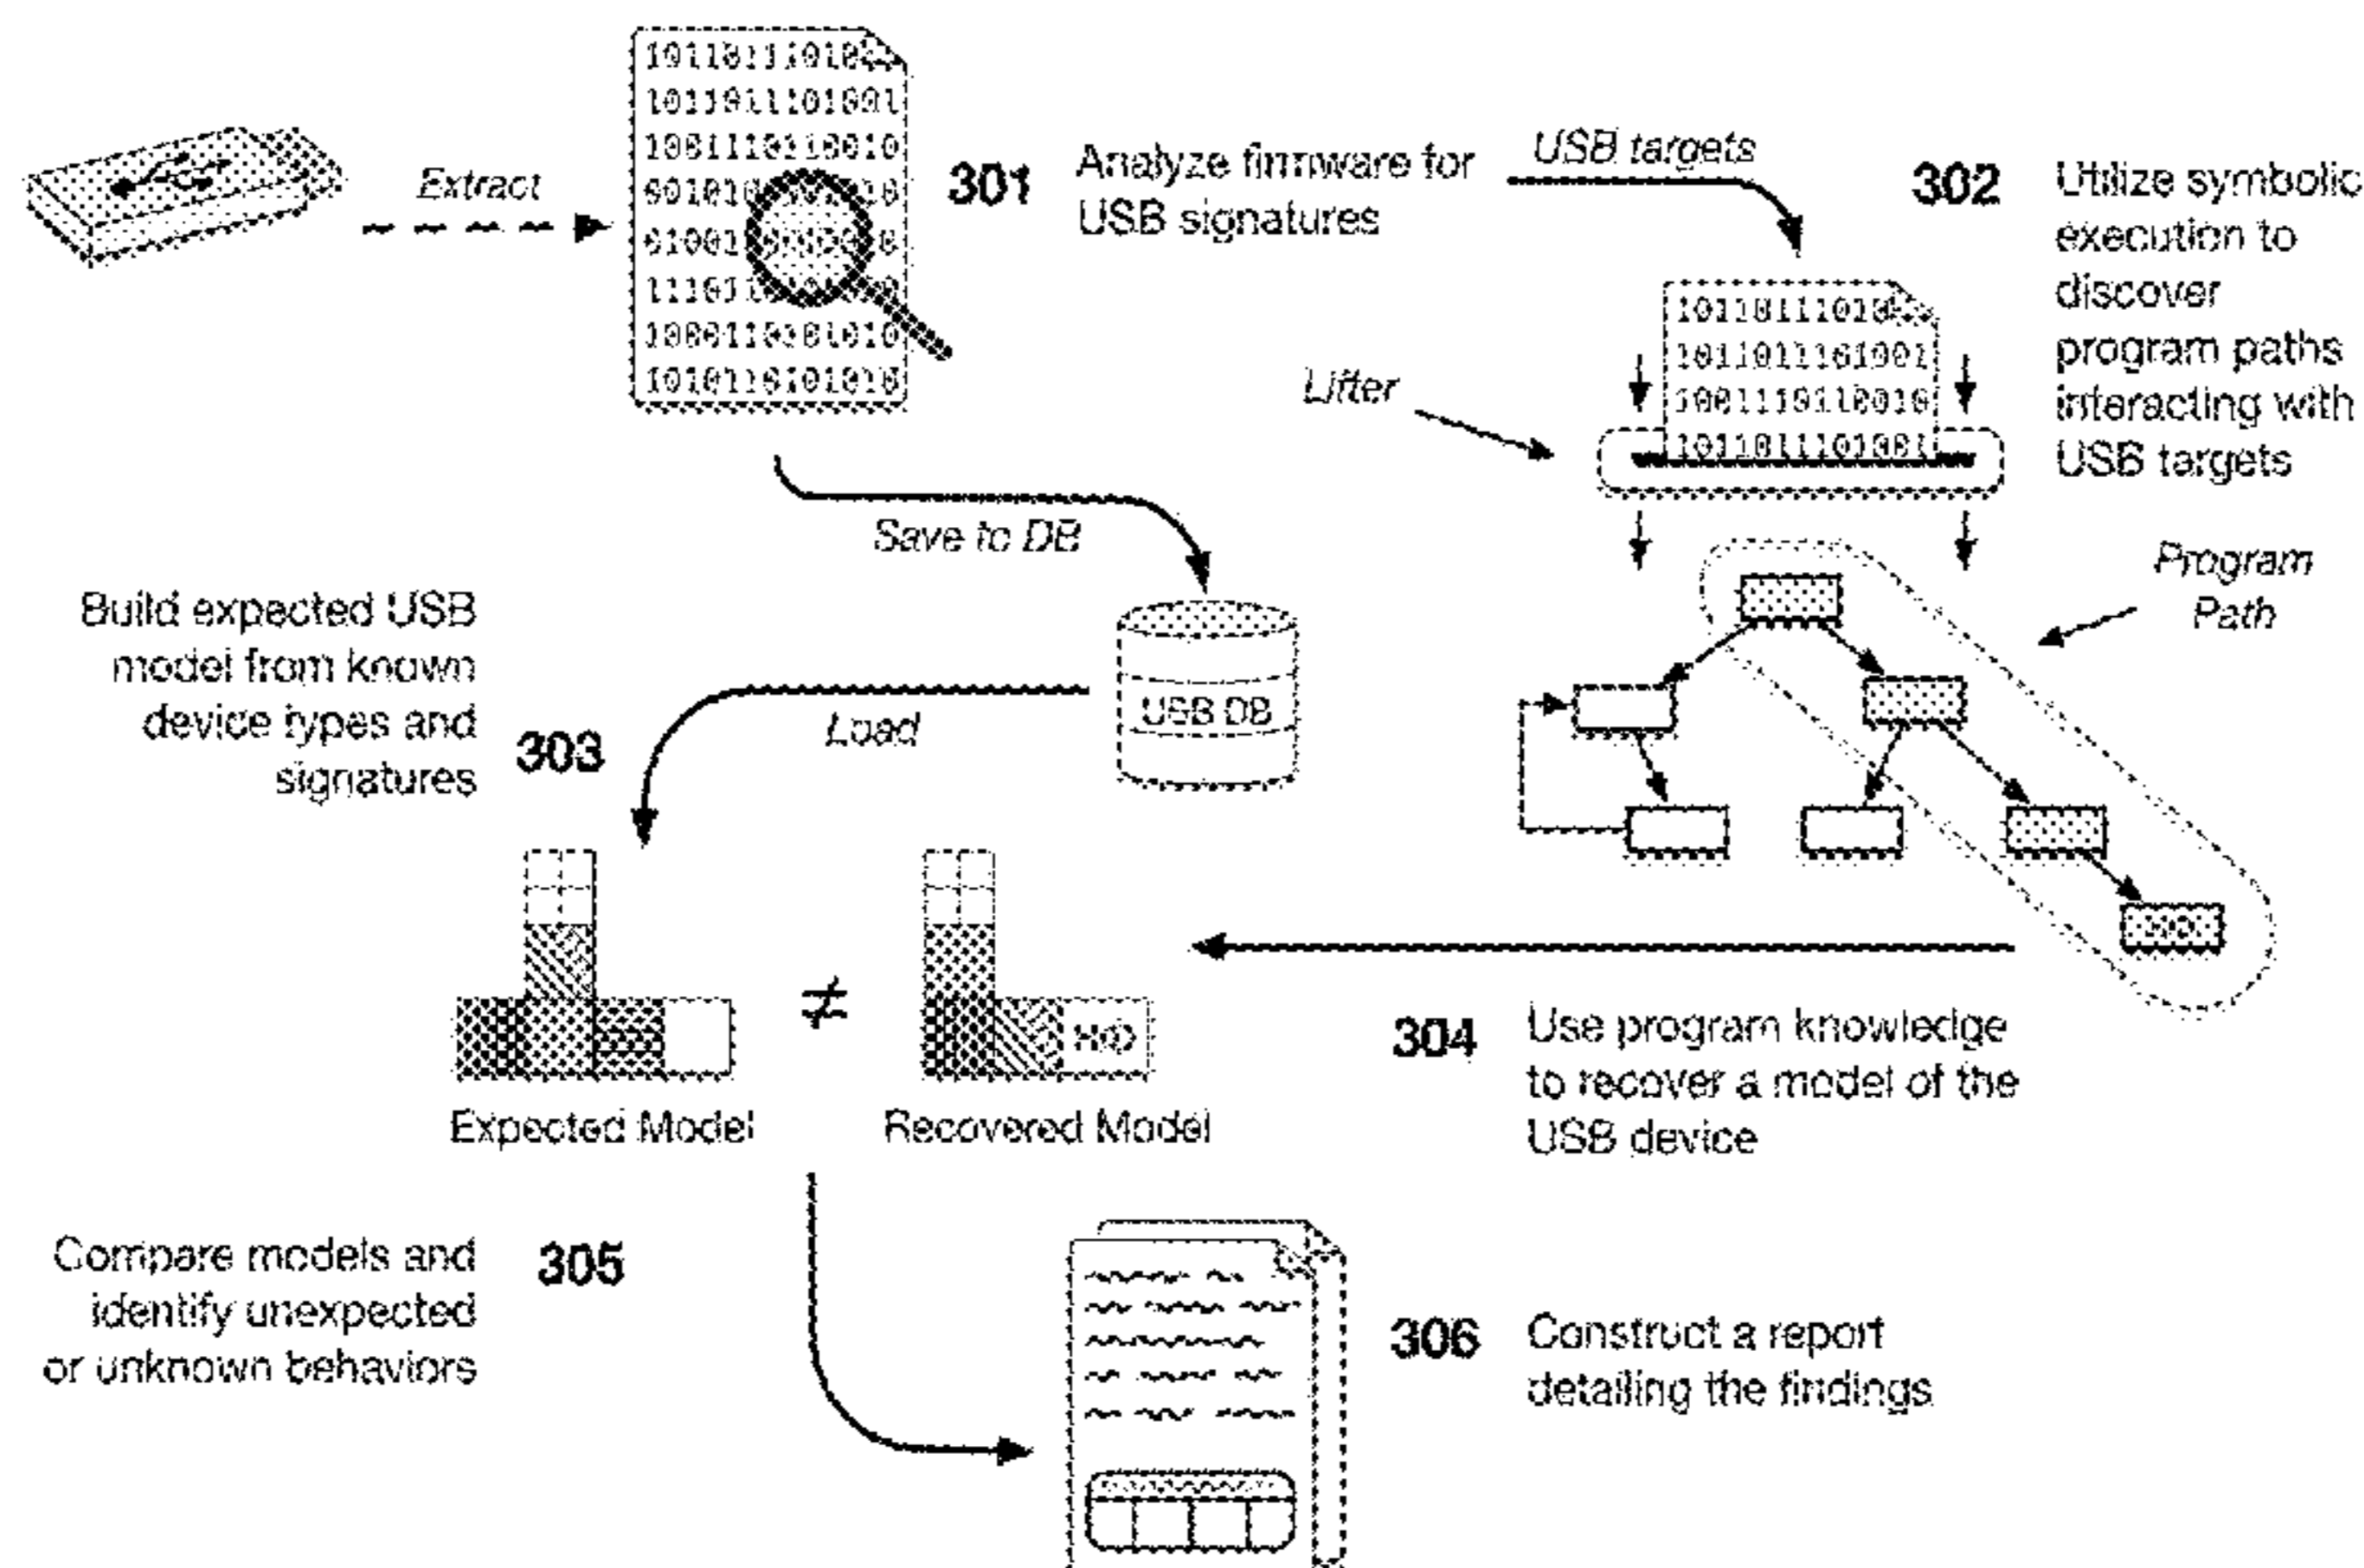 Extract
301
Analyze firmware for
USB signatures
USB targets
302
Utilize symbolic
execution to
discover
program paths
interacting with
USB targets
Lifter
1011011101001
Save to DB
Program
Path
Build expected USB
model from known
device types and
signatures
303
Load
USB DB
≠
HID
Expected Model
Recovered Model
304
Use program knowledge
to recover a model of the
USB device
Compare models and
identify unexpected
or unknown behaviors
305
306
Construct a report
detailing the findings